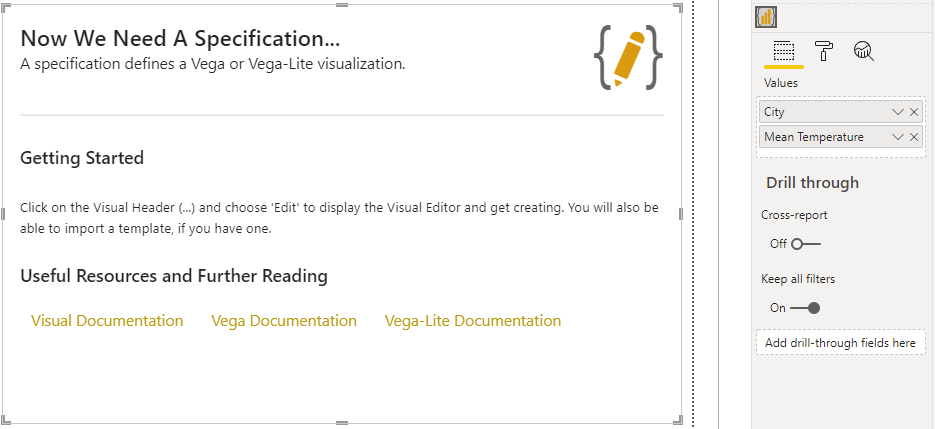 Now We Need A Specification...
A specification defines a Vega or Vega-Lite visualization.
Getting Started
Click on the Visual Header (...) and choose 'Edit' to display the Visual Editor and get creating. You will also be
able to import a template, if you have one.
Useful Resources and Further Reading
Visual Documentation Vega Documentation Vega-Lite Documentation
Values
City
Mean Temperature
Drill through
Cross-report
Off
Keep all filters
On
Add drill-through fields here